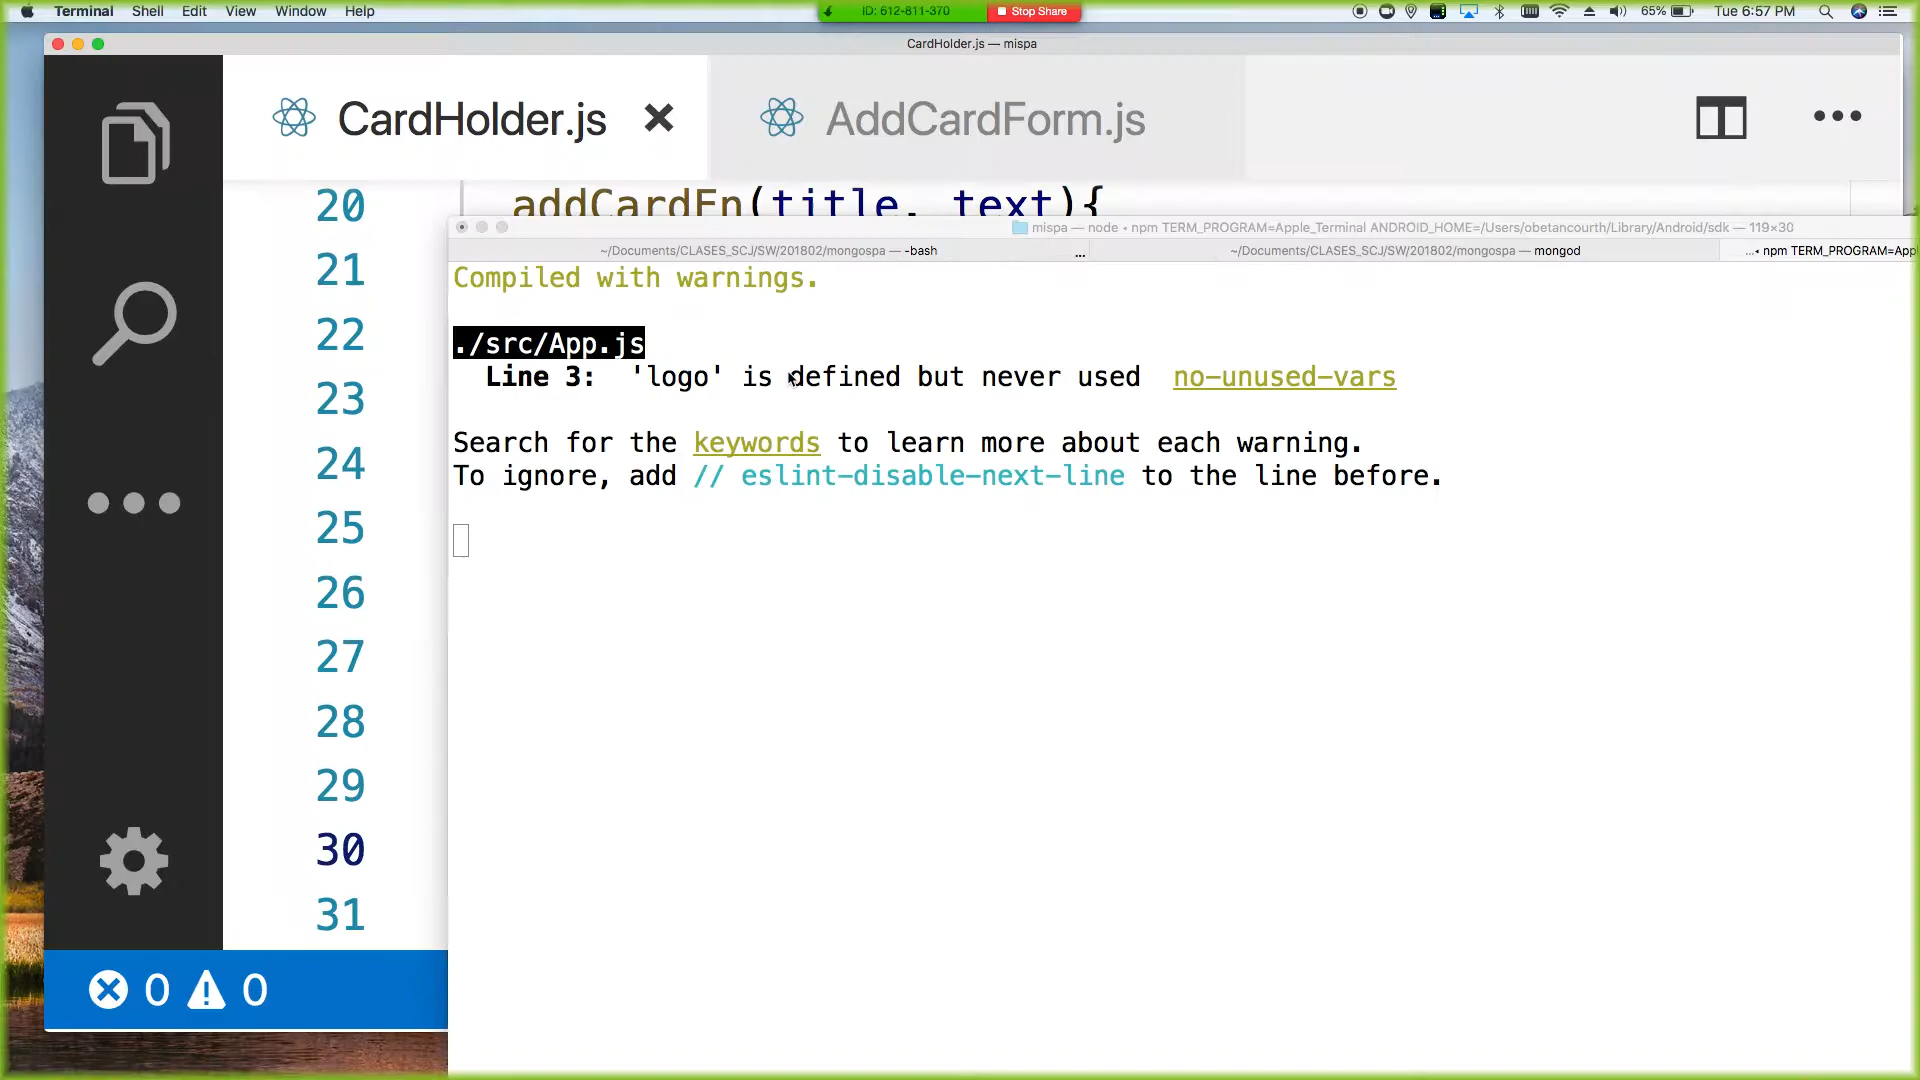 Terminal Shell Edit View Window Help
ID: 612-811-370 Stop Share
65% Tue 6:57 PM
CardHolder.js — mispa
CardHolder.js AddCardForm.js
20 addCardFn(title, text){
mispa — node ◂ npm TERM_PROGRAM=Apple_Terminal ANDROID_HOME=/Users/obetancourth/Library/Android/sdk — 119×30
~/Documents/CLASES_SCJ/SW/201802/mongospa — -bash ... ~/Documents/CLASES_SCJ/SW/201802/mongospa — mongod ...◂ npm TERM_PROGRAM=App
21
Compiled with warnings.
22
./src/App.js
Line 3: 'logo' is defined but never used no-unused-vars
23
Search for the keywords to learn more about each warning.
24
To ignore, add // eslint-disable-next-line to the line before.
25
26
27
28
29
30
31
0 0